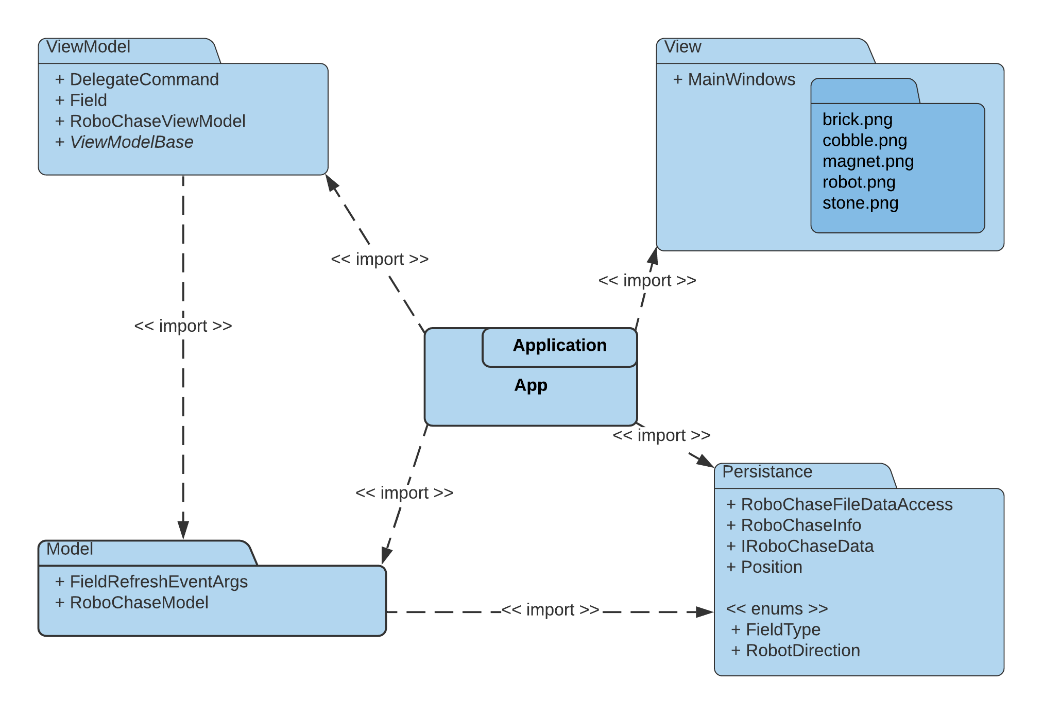 ViewModel
+ DelegateCommand
+ Field
+ RoboChaseViewModel
+ ViewModelBase
View
+ MainWindows
brick.png
cobble.png
magnet.png
robot.png
stone.png
<< import >>
<< import >>
<< import >>
Application
App
<< import >>
<< import >>
Persistance
+ RoboChaseFileDataAccess
+ RoboChaseInfo
+ IRoboChaseData
+ Position
<< enums >>
+ FieldType
+ RobotDirection
Model
+ FieldRefreshEventArgs
+ RoboChaseModel
<< import >>